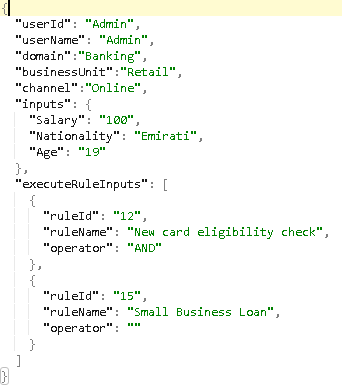 {
"userId": "Admin",
"userName": "Admin",
"domain":"Banking",
"businessUnit":"Retail",
"channel":"Online",
"inputs": {
"Salary": "100",
"Nationality": "Emirati",
"Age": "19"
},
"executeRuleInputs": [
{
"ruleId": "12",
"ruleName": "New card eligibility check",
"operator": "AND"
},
{
"ruleId": "15",
"ruleName": "Small Business Loan",
"operator": ""
}
]
}